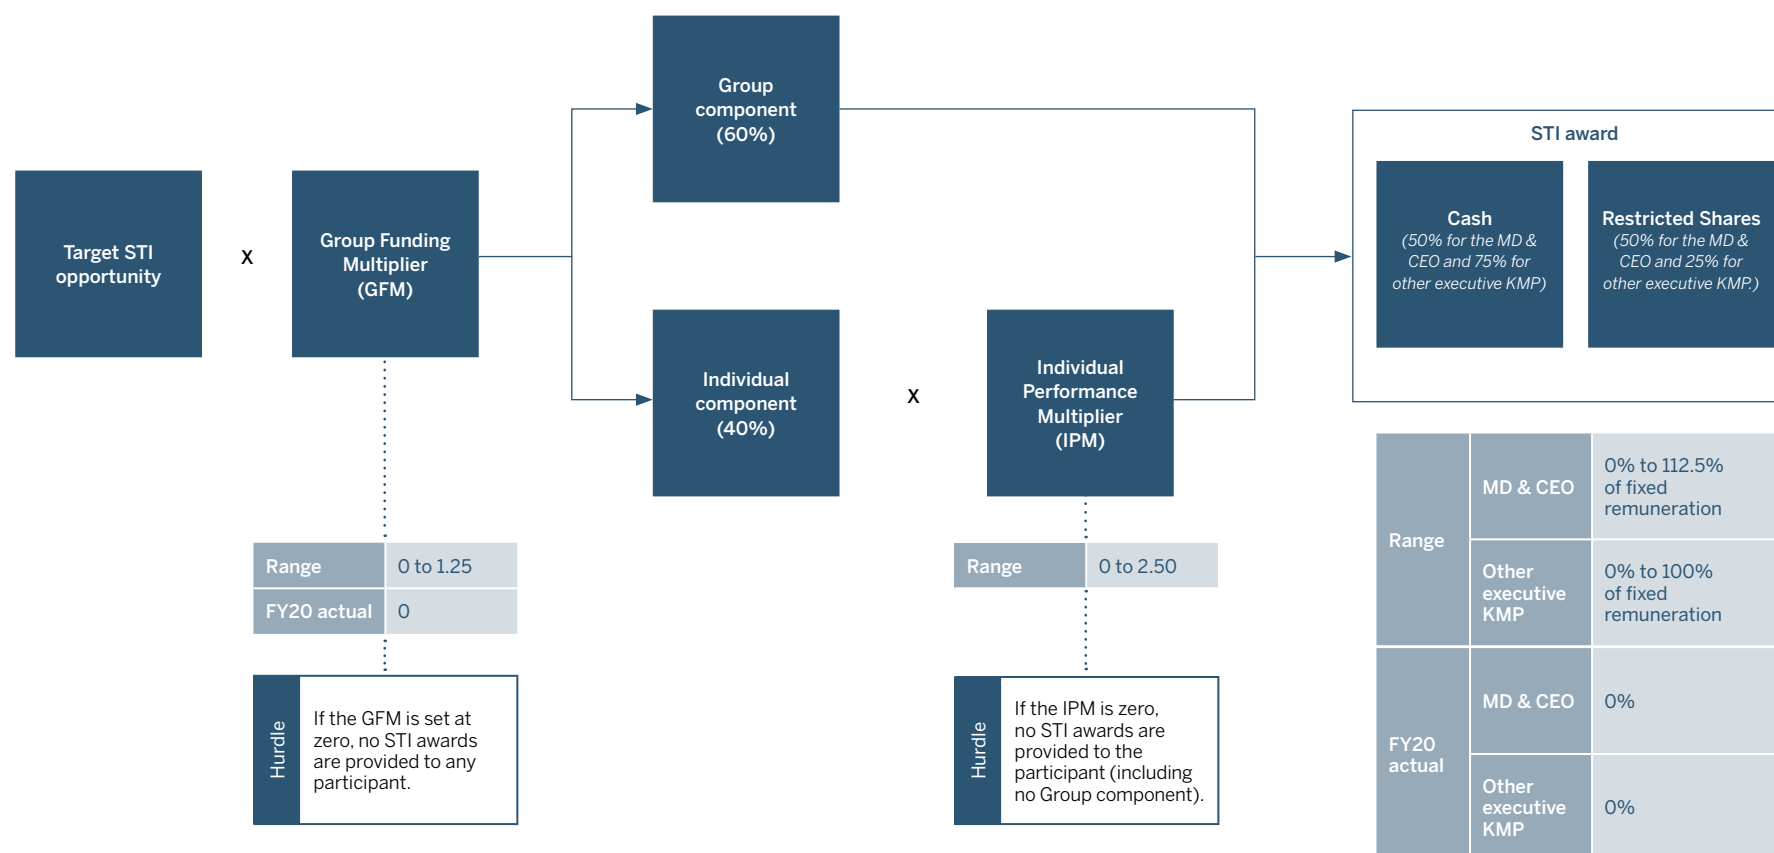 Target STI
opportunity
X
Group Funding
Multiplier
(GFM)
Group
component
(60%)
Individual
component
(40%)
X
Individual
Performance
Multiplier
(IPM)
STI award
Cash
(50% for the MD &
CEO and 75% for
other executive KMP)
Restricted Shares
(50% for the MD &
CEO and 25% for
other executive KMP.)
Range
0 to 1.25
FY20 actual
0
Hurdle
If the GFM is set at
zero, no STI awards
are provided to any
participant.
Range
0 to 2.50
Hurdle
If the IPM is zero,
no STI awards are
provided to the
participant (including
no Group component).
Range
MD & CEO
0% to 112.5%
of fixed
remuneration
Other
executive
KMP
0% to 100%
of fixed
remuneration
FY20
actual
MD & CEO
0%
Other
executive
KMP
0%